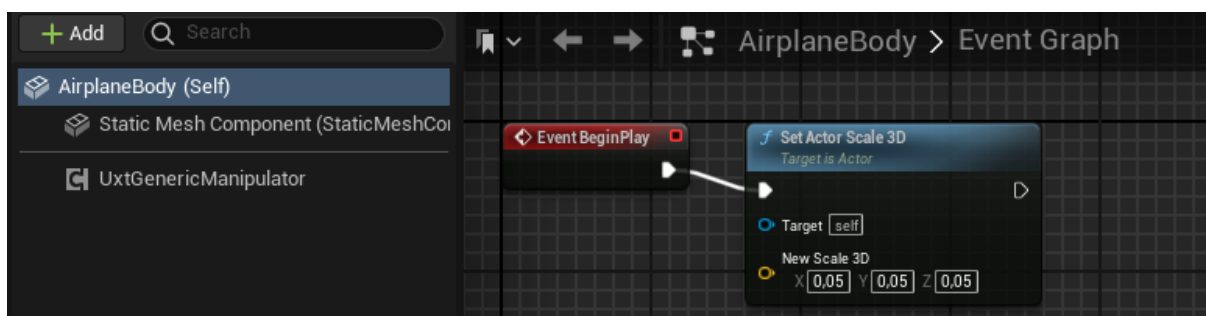 + Add
Search
AirplaneBody (Self)
Static Mesh Component (StaticMeshCo
UxtGenericManipulator
AirplaneBody > Event Graph
Event BeginPlay
f Set Actor Scale 3D
Target is Actor
Target self
New Scale 3D
X 0,05 Y 0,05 Z 0,05